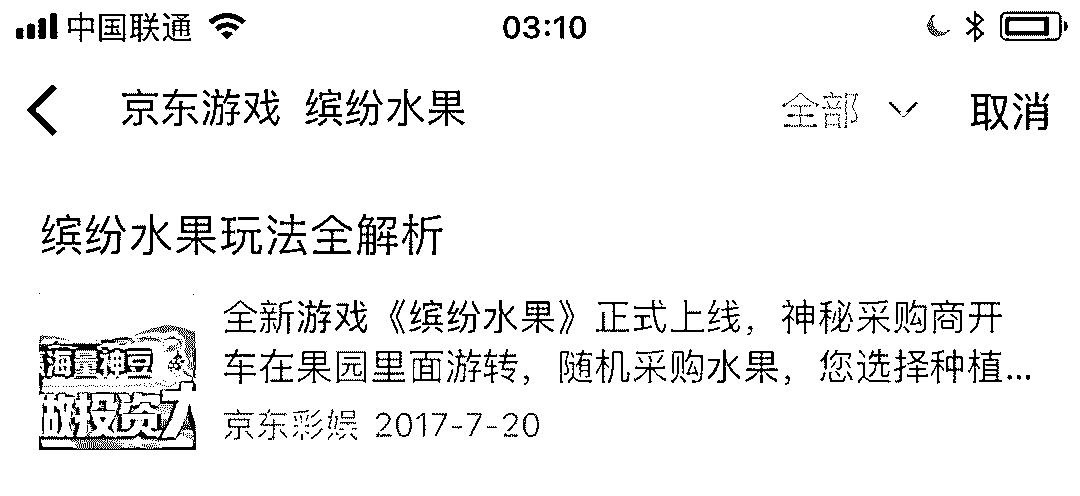 中国联通 03:10
京东游戏 缤纷水果 全部 取消
缤纷水果玩法全解析
全新游戏《缤纷水果》正式上线，神秘采购商开
车在果园里面游转，随机采购水果，您选择种植...
海量神豆
做投资
京东彩娱 2017-7-20